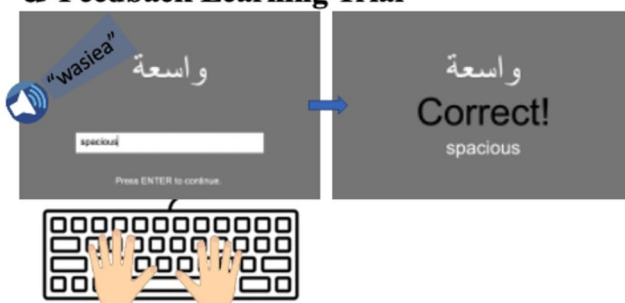 & Feedback Learning Trial
"wasiea"
واسعة
spacious
Press ENTER to continue.
واسعة
Correct!
spacious